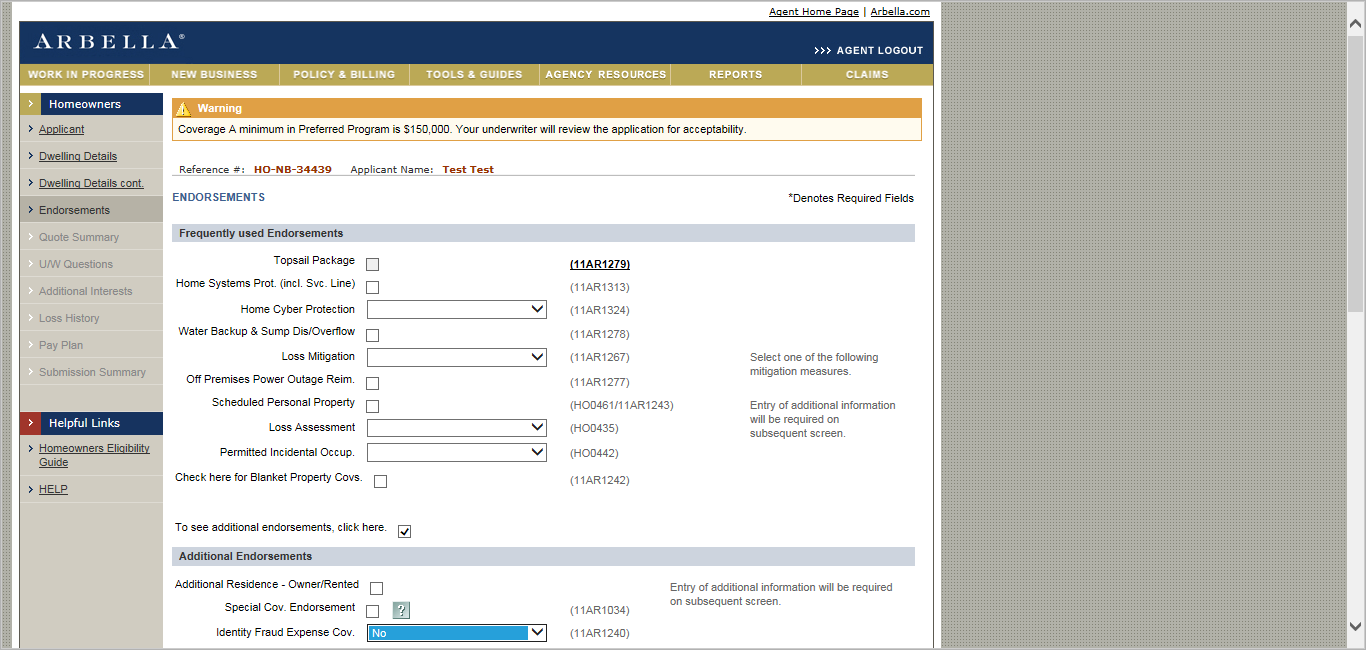 Agent Home Page | Arbella.com
ARBELLA®
>>> AGENT LOGOUT
WORK IN PROGRESS NEW BUSINESS POLICY & BILLING TOOLS & GUIDES AGENCY RESOURCES REPORTS CLAIMS
Homeowners
Applicant
Dwelling Details
Dwelling Details cont.
Endorsements
Quote Summary
U/W Questions
Additional Interests
Loss History
Pay Plan
Submission Summary
Helpful Links
Homeowners Eligibility
Guide
HELP
Warning
Coverage A minimum in Preferred Program is $150,000. Your underwriter will review the application for acceptability.
Reference #: HO-NB-34439 Applicant Name: Test Test
ENDORSEMENTS *Denotes Required Fields
Frequently used Endorsements
Topsail Package (11AR1279)
Home Systems Prot. (incl. Svc. Line) (11AR1313)
Home Cyber Protection (11AR1324)
Water Backup & Sump Dis/Overflow (11AR1278)
Loss Mitigation (11AR1267) Select one of the following
mitigation measures.
Off Premises Power Outage Reim. (11AR1277)
Scheduled Personal Property (HO0461/11AR1243) Entry of additional information
will be required on
subsequent screen.
Loss Assessment (HO0435)
Permitted Incidental Occup. (HO0442)
Check here for Blanket Property Covs. (11AR1242)
To see additional endorsements, click here.
Additional Endorsements
Additional Residence - Owner/Rented Entry of additional information will be required
on subsequent screen.
Special Cov. Endorsement ? (11AR1034)
Identity Fraud Expense Cov. No (11AR1240)